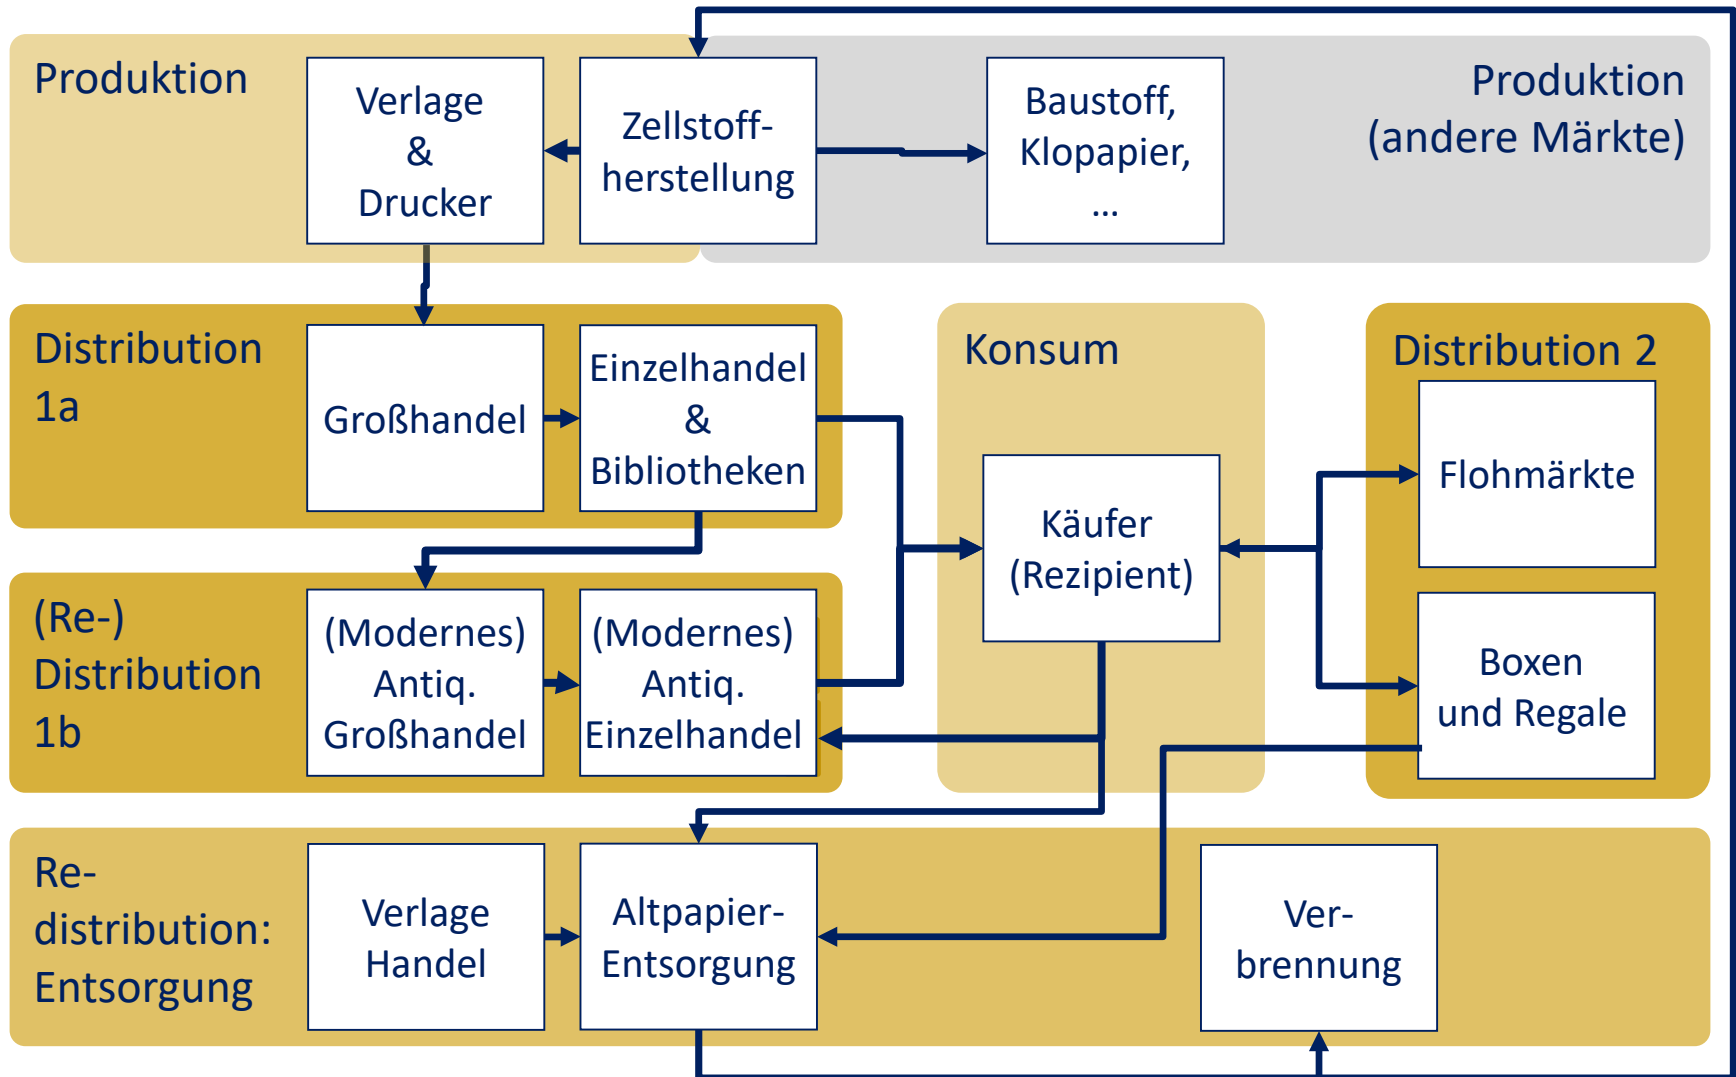 Produktion
Verlage
&
Drucker
Zellstoff-
herstellung
Baustoff,
Klopapier,
...
Produktion
(andere Märkte)
Distribution
1a
Großhandel
Einzelhandel
&
Bibliotheken
Konsum
Käufer
(Rezipient)
Distribution 2
Flohmärkte
Boxen
und Regale
(Re-)
Distribution
1b
(Modernes)
Antiq.
Großhandel
(Modernes)
Antiq.
Einzelhandel
Re-
distribution:
Entsorgung
Verlage
Handel
Altpapier-
Entsorgung
Ver-
brennung